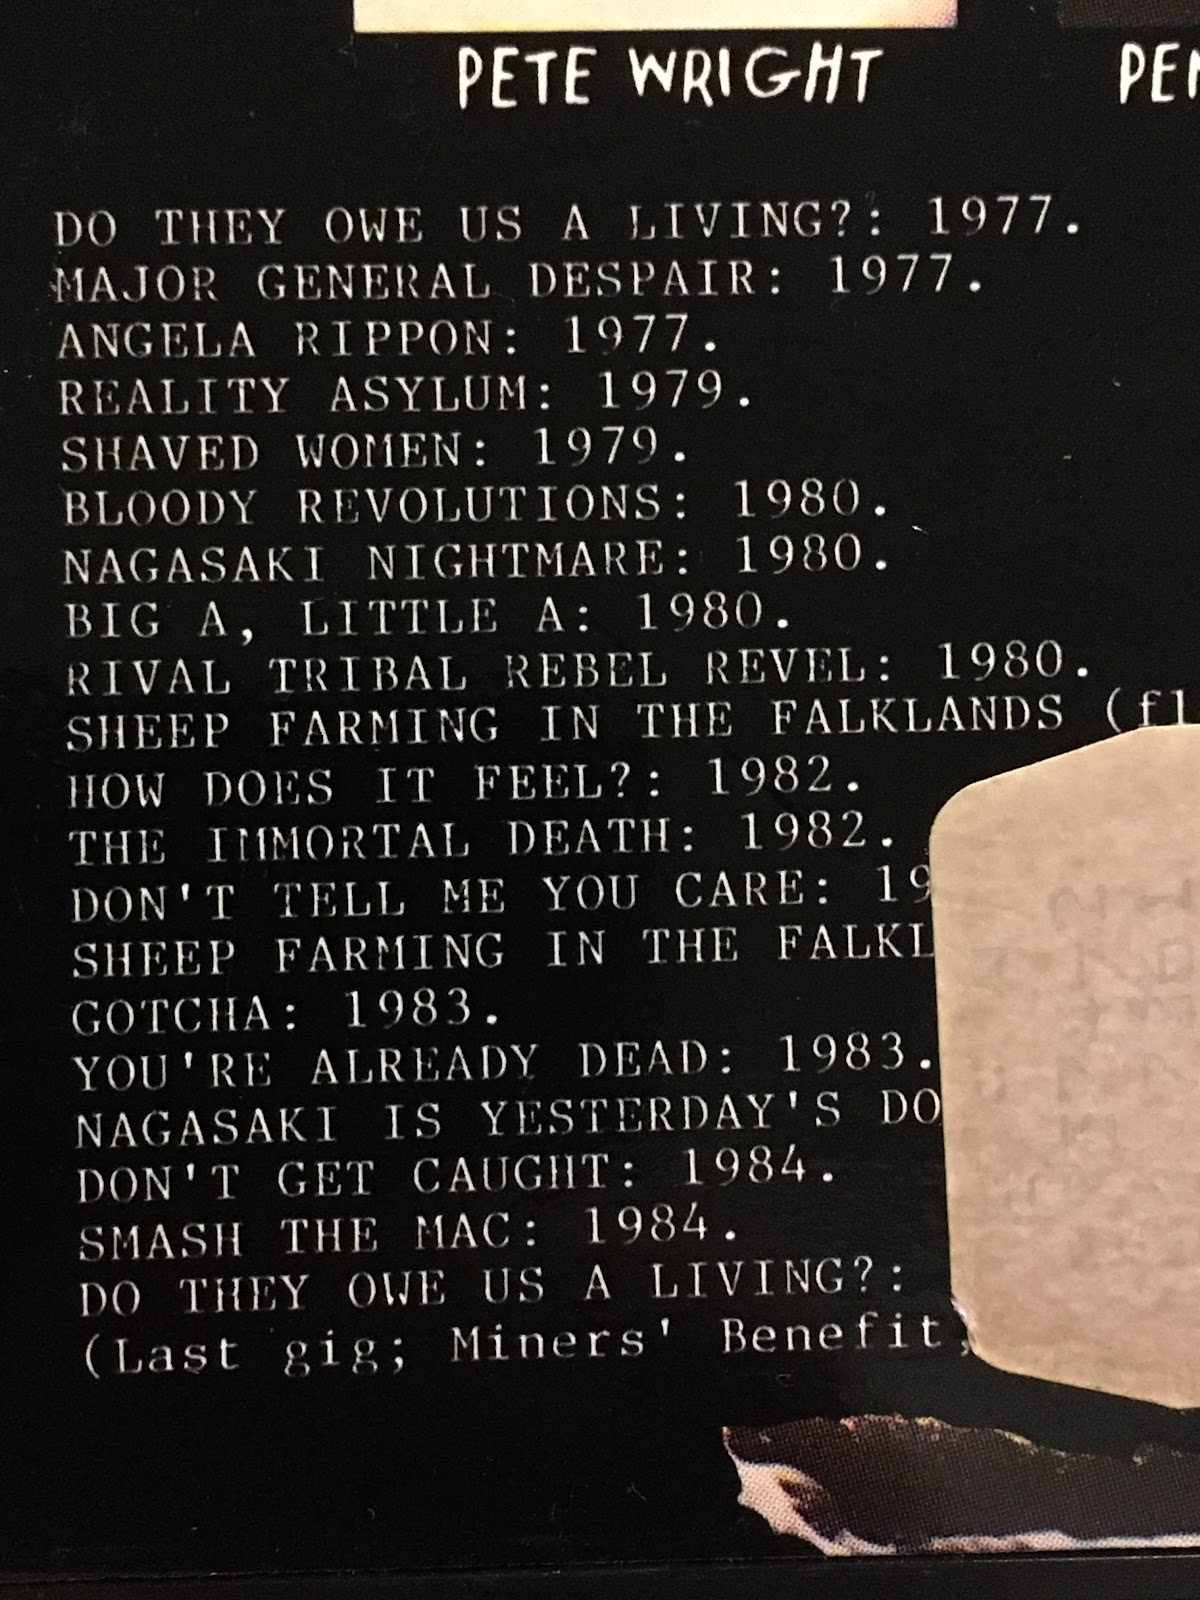 PETE WRIGHT
DO THEY OWE US A LIVING?: 1977.
MAJOR GENERAL DESPAIR: 1977.
ANGELA RIPPON: 1977.
REALITY ASYLUM: 1979.
SHAVED WOMEN: 1979.
BLOODY REVOLUTIONS: 1980.
NAGASAKI NIGHTMARE: 1980.
BIG A, LITTLE A: 1980.
RIVAL TRIBAL REBEL REVEL: 1980.
SHEEP FARMING IN THE FALKLANDS
HOW DOES IT FEEL?: 1982.
THE IMMORTAL DEATH: 1982.
DON'T TELL ME YOU CARE:
SHEEP FARMING IN THE
GOTCHA: 1983.
YOU'RE ALREADY DEAD: 1983.
NAGASAKI IS YESTERDAY'S
DON'T GET CAUGHT: 1984.
SMASH THE MAC: 1984.
DO THEY OWE US A LIVING?:
(Last gig; Miners' Benefit,